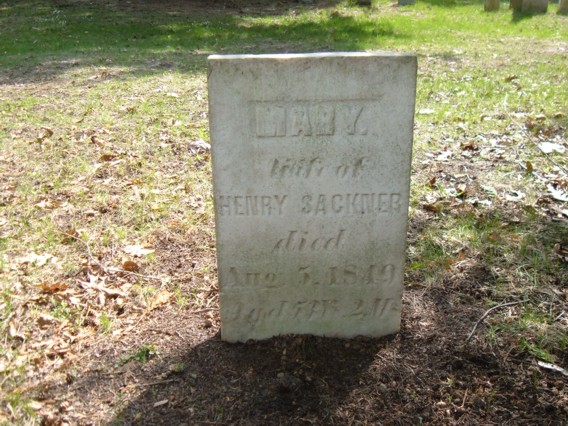 MARY.
wife of
HENRY SACKNER
died
Aug. 5, 1849